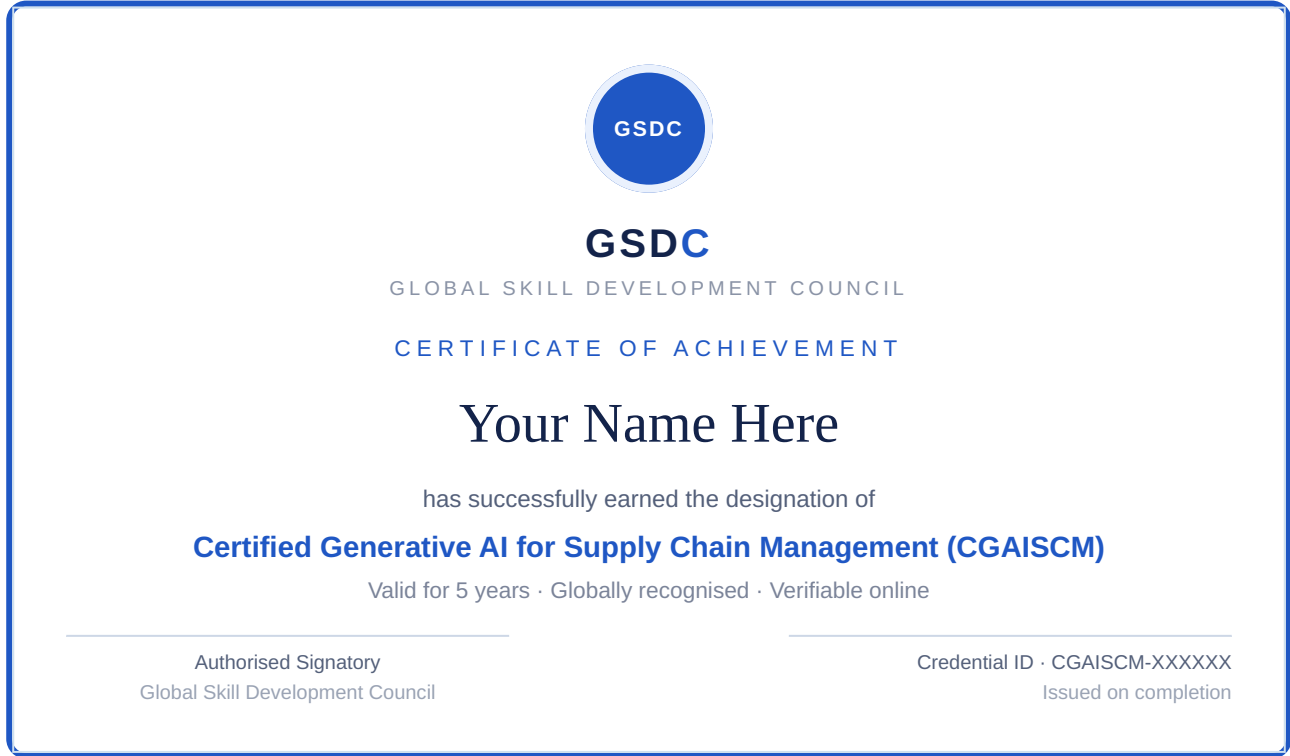 GSDC
GSDC
GLOBAL SKILL DEVELOPMENT COUNCIL
CERTIFICATE OF ACHIEVEMENT
Your Name Here
has successfully earned the designation of
Certified Generative AI for Supply Chain Management (CGAISCM)
Valid for 5 years · Globally recognised · Verifiable online
Authorised Signatory
Global Skill Development Council
Credential ID · CGAISCM-XXXXXX
Issued on completion